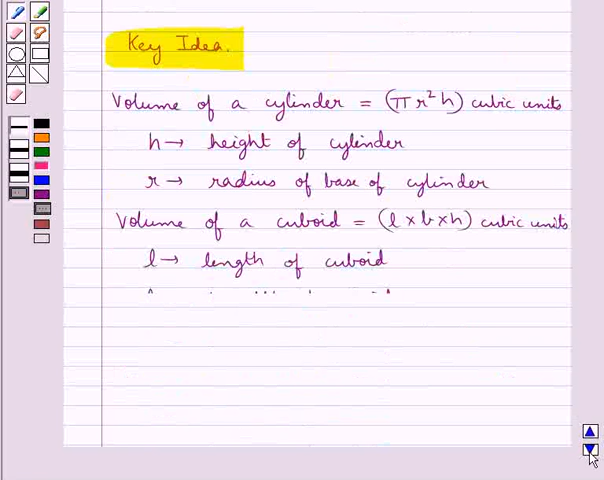 Key Idea.
Volume of a cylinder = (πr²h) cubic units
h → height of cylinder
r → radius of base of cylinder
Volume of a cuboid = (l × b × h) cubic units
l → length of cuboid